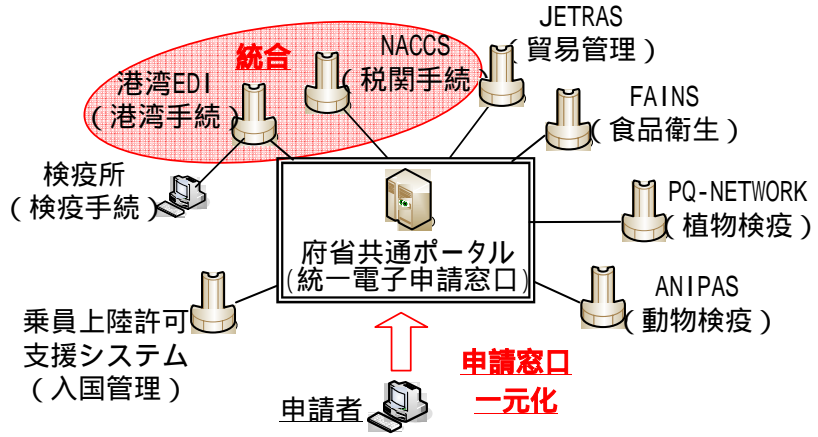 JETRAS
（貿易管理）
NACCS
（税関手続）
統合
港湾EDI
（港湾手続）
FAINS
（食品衛生）
検疫所
（検疫手続）
PQ-NETWORK
（植物検疫）
府省共通ポータル
（統一電子申請窓口）
ANIPAS
（動物検疫）
乗員上陸許可
支援システム
（入国管理）
申請窓口
一元化
申請者